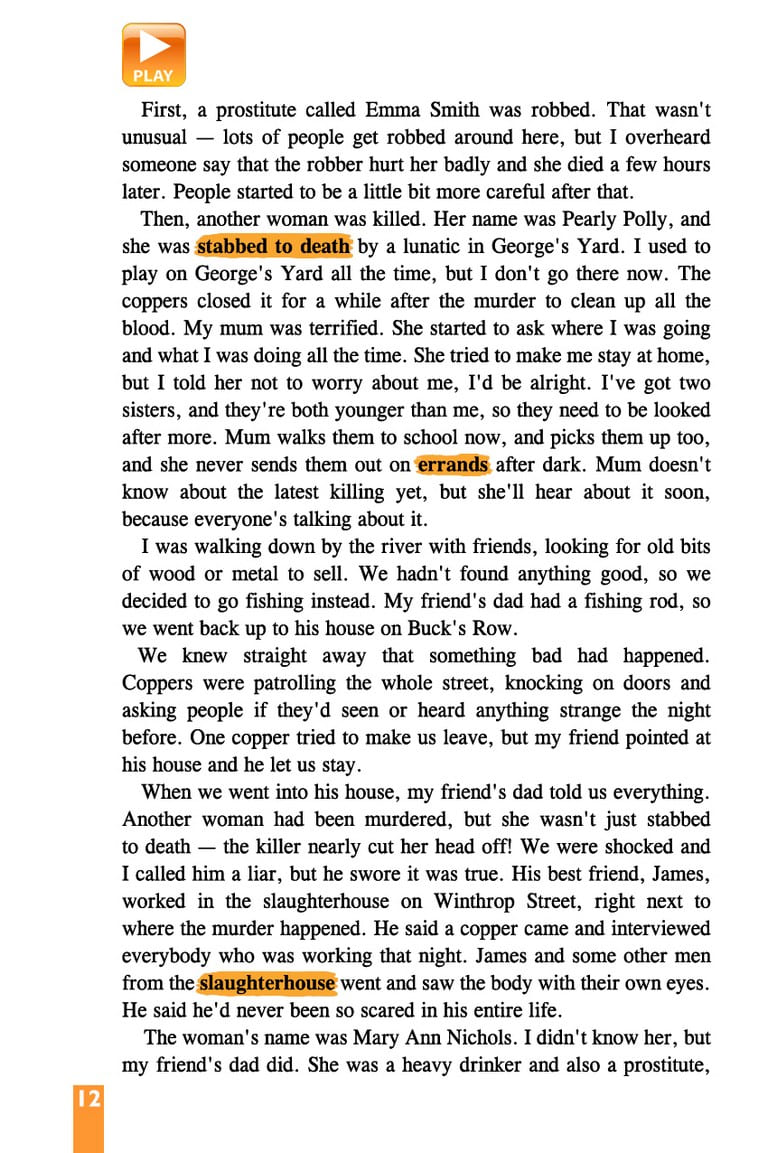 PLAY
First, a prostitute called Emma Smith was robbed. That wasn't
unusual — lots of people get robbed around here, but I overheard
someone say that the robber hurt her badly and she died a few hours
later. People started to be a little bit more careful after that.
Then, another woman was killed. Her name was Pearly Polly, and
she was stabbed to death by a lunatic in George's Yard. I used to
play on George's Yard all the time, but I don't go there now. The
coppers closed it for a while after the murder to clean up all the
blood. My mum was terrified. She started to ask where I was going
and what I was doing all the time. She tried to make me stay at home,
but I told her not to worry about me, I'd be alright. I've got two
sisters, and they're both younger than me, so they need to be looked
after more. Mum walks them to school now, and picks them up too,
and she never sends them out on errands after dark. Mum doesn't
know about the latest killing yet, but she'll hear about it soon,
because everyone's talking about it.
I was walking down by the river with friends, looking for old bits
of wood or metal to sell. We hadn't found anything good, so we
decided to go fishing instead. My friend's dad had a fishing rod, so
we went back up to his house on Buck's Row.
We knew straight away that something bad had happened.
Coppers were patrolling the whole street, knocking on doors and
asking people if they'd seen or heard anything strange the night
before. One copper tried to make us leave, but my friend pointed at
his house and he let us stay.
When we went into his house, my friend's dad told us everything.
Another woman had been murdered, but she wasn't just stabbed
to death — the killer nearly cut her head off! We were shocked and
I called him a liar, but he swore it was true. His best friend, James,
worked in the slaughterhouse on Winthrop Street, right next to
where the murder happened. He said a copper came and interviewed
everybody who was working that night. James and some other men
from the slaughterhouse went and saw the body with their own eyes.
He said he'd never been so scared in his entire life.
The woman's name was Mary Ann Nichols. I didn't know her, but
my friend's dad did. She was a heavy drinker and also a prostitute,
12